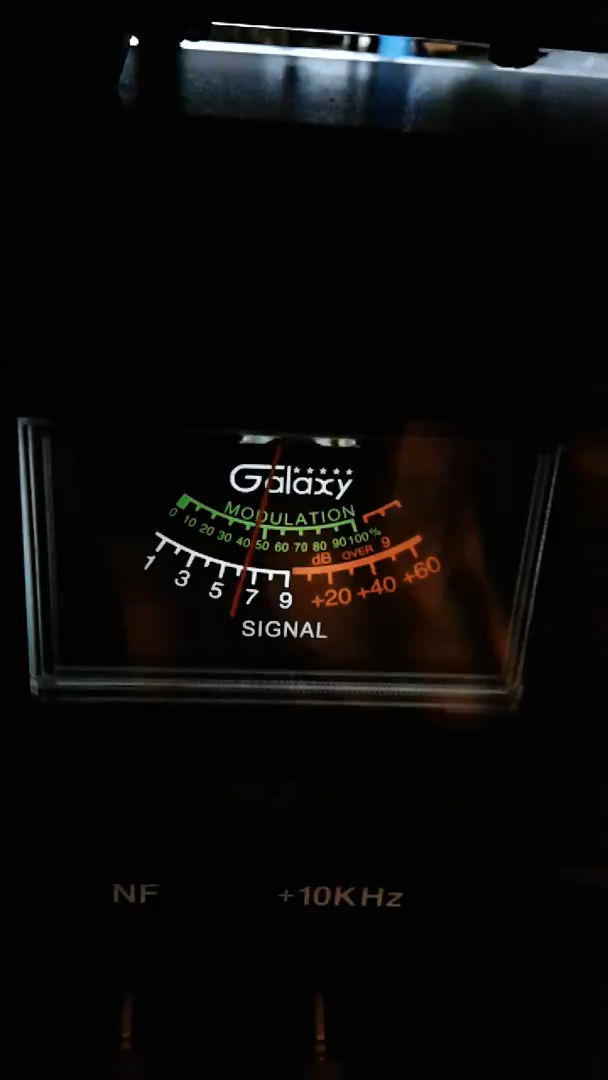 Galaxy
MODULATION
0 10 20 30 40 50 60 70 80 90 100%
dB OVER 9
1 3 5 7 9 +20 +40 +60
SIGNAL
NF +10KHz